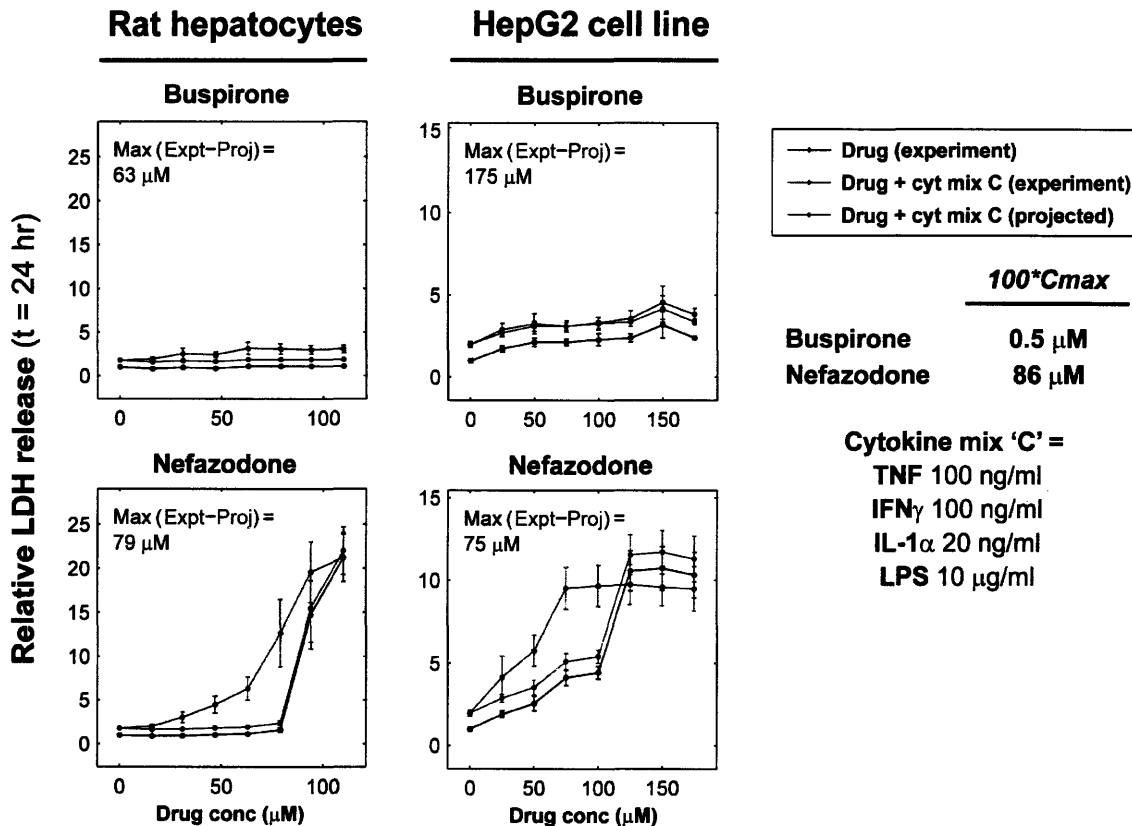 Rat hepatocytes
HepG2 cell line
Relative LDH release (t = 24 hr)
Buspirone
Max (Expt-Proj) =
63 μM
25
20
15
10
5
0
0 50 100
Buspirone
Max (Expt-Proj) =
175 μM
15
10
5
0
0 50 100 150
Nefazodone
Max (Expt-Proj) =
79 μM
25
20
15
10
5
0
0 50 100
Drug conc (μM)
Nefazodone
Max (Expt-Proj) =
75 μM
15
10
5
0
0 50 100 150
Drug conc (μM)
Drug (experiment)
Drug + cyt mix C (experiment)
Drug + cyt mix C (projected)
100*Cmax
Buspirone 0.5 μM
Nefazodone 86 μM
Cytokine mix ‘C’ =
TNF 100 ng/ml
IFNγ 100 ng/ml
IL-1α 20 ng/ml
LPS 10 μg/ml